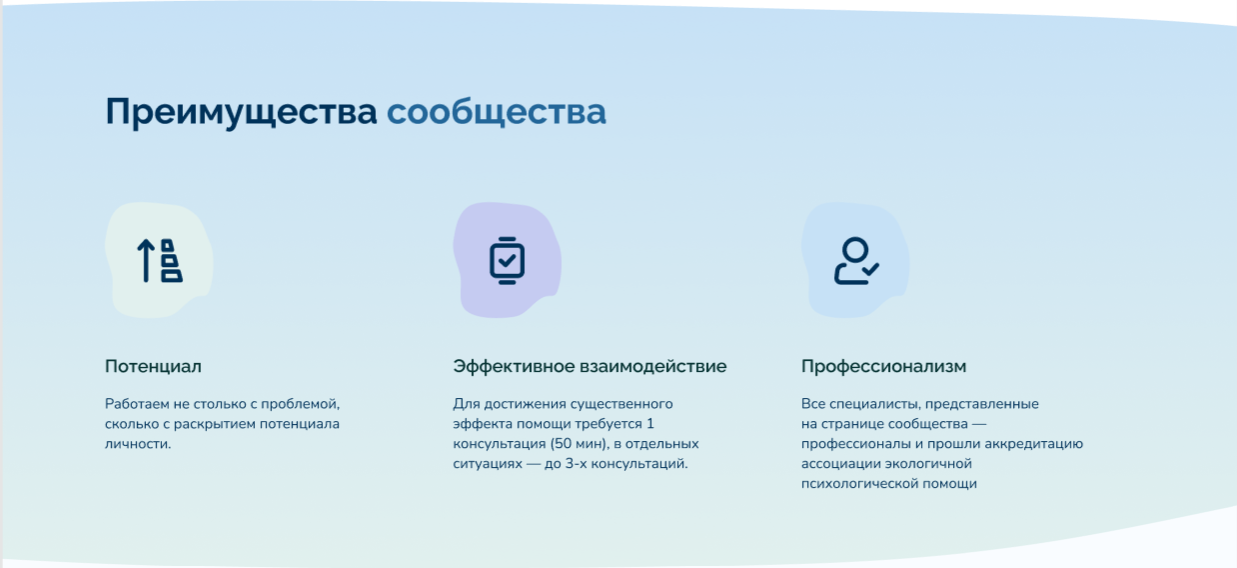 Преимущества сообщества
Потенциал
Работаем не столько с проблемой,
сколько с раскрытием потенциала
личности.
Эффективное взаимодействие
Для достижения существенного
эффекта помощи требуется 1
консультация (50 мин), в отдельных
ситуациях — до 3-х консультаций.
Профессионализм
Все специалисты, представленные
на странице сообщества —
профессионалы и прошли аккредитацию
ассоциации экологичной
психологической помощи